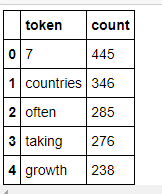 token count
0 7 445
1 countries 346
2 often 285
3 taking 276
4 growth 238